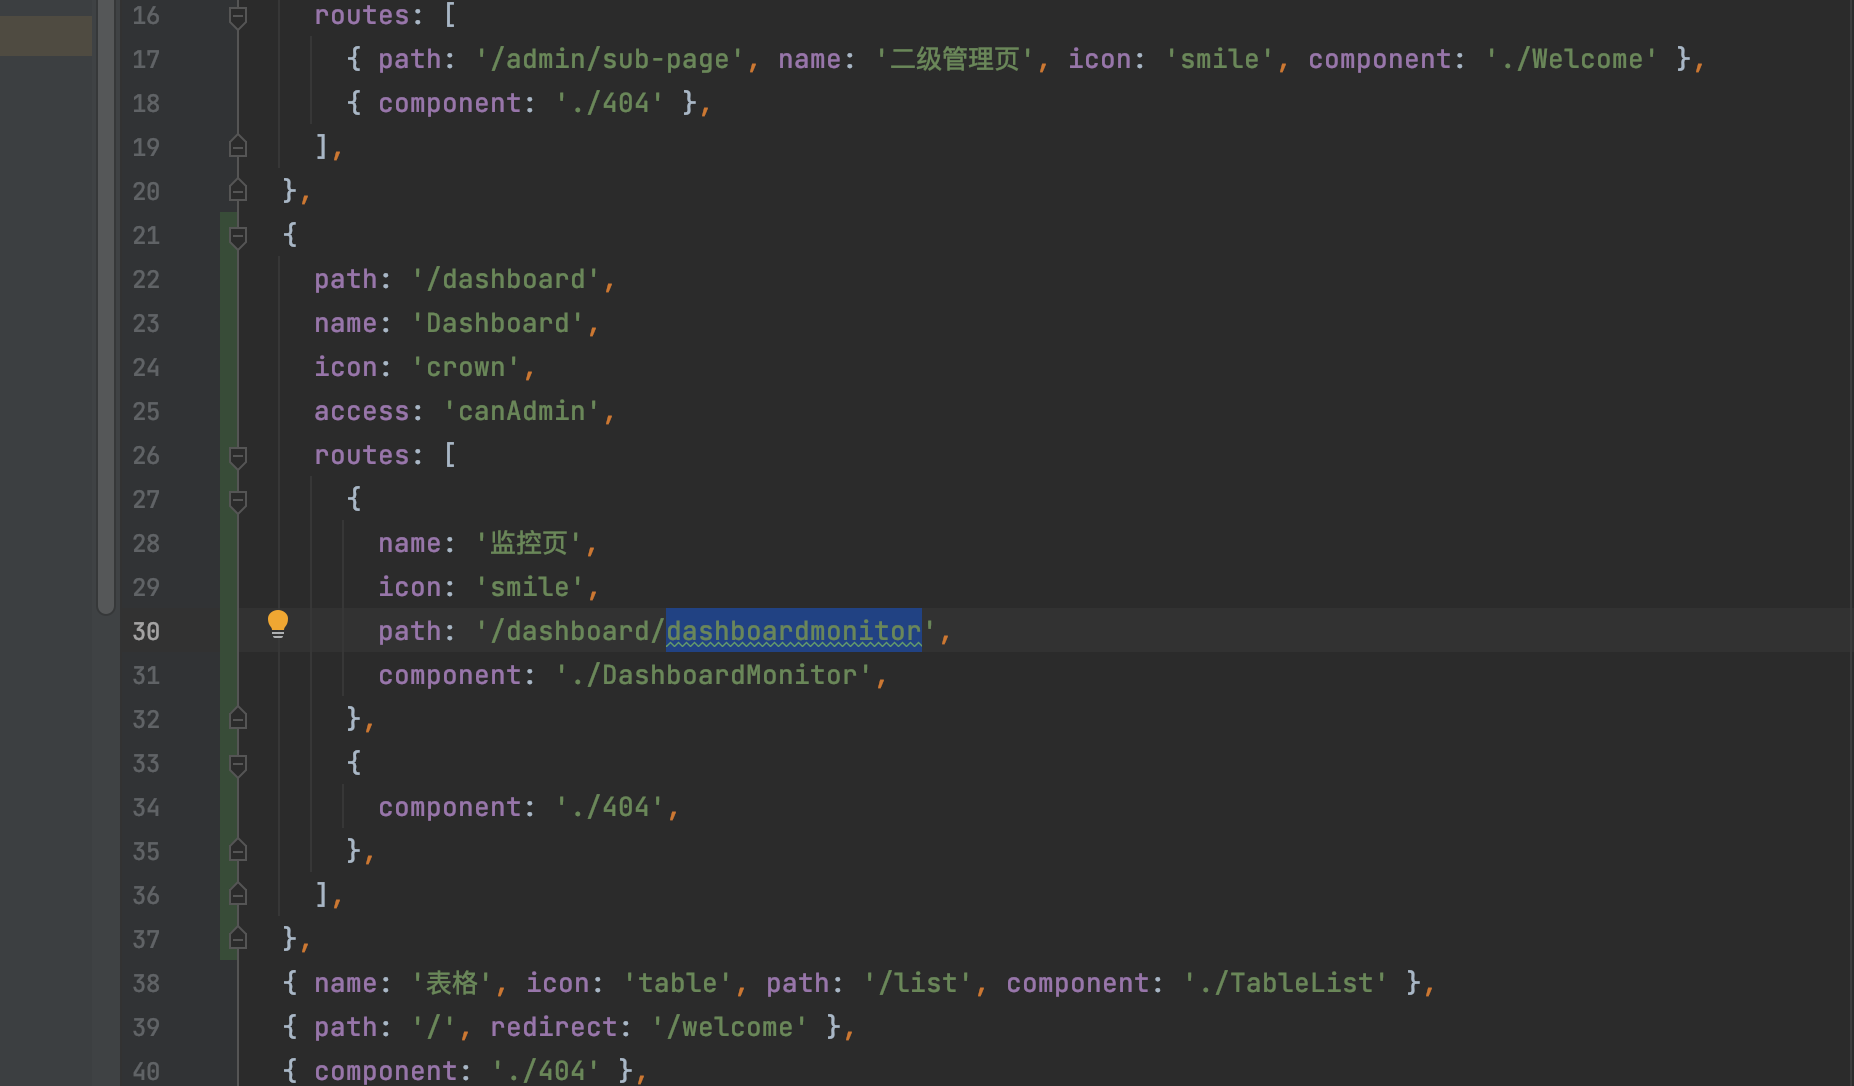 16 routes: [
17 { path: '/admin/sub-page', name: '二级管理页', icon: 'smile', component: './Welcome' },
18 { component: './404' },
19 ],
20 },
21 {
22 path: '/dashboard',
23 name: 'Dashboard',
24 icon: 'crown',
25 access: 'canAdmin',
26 routes: [
27 {
28 name: '监控页',
29 icon: 'smile',
30 path: '/dashboard/dashboardmonitor',
31 component: './DashboardMonitor',
32 },
33 {
34 component: './404',
35 },
36 ],
37 },
38 { name: '表格', icon: 'table', path: '/list', component: './TableList' },
39 { path: '/', redirect: '/welcome' },
40 { component: './404' },